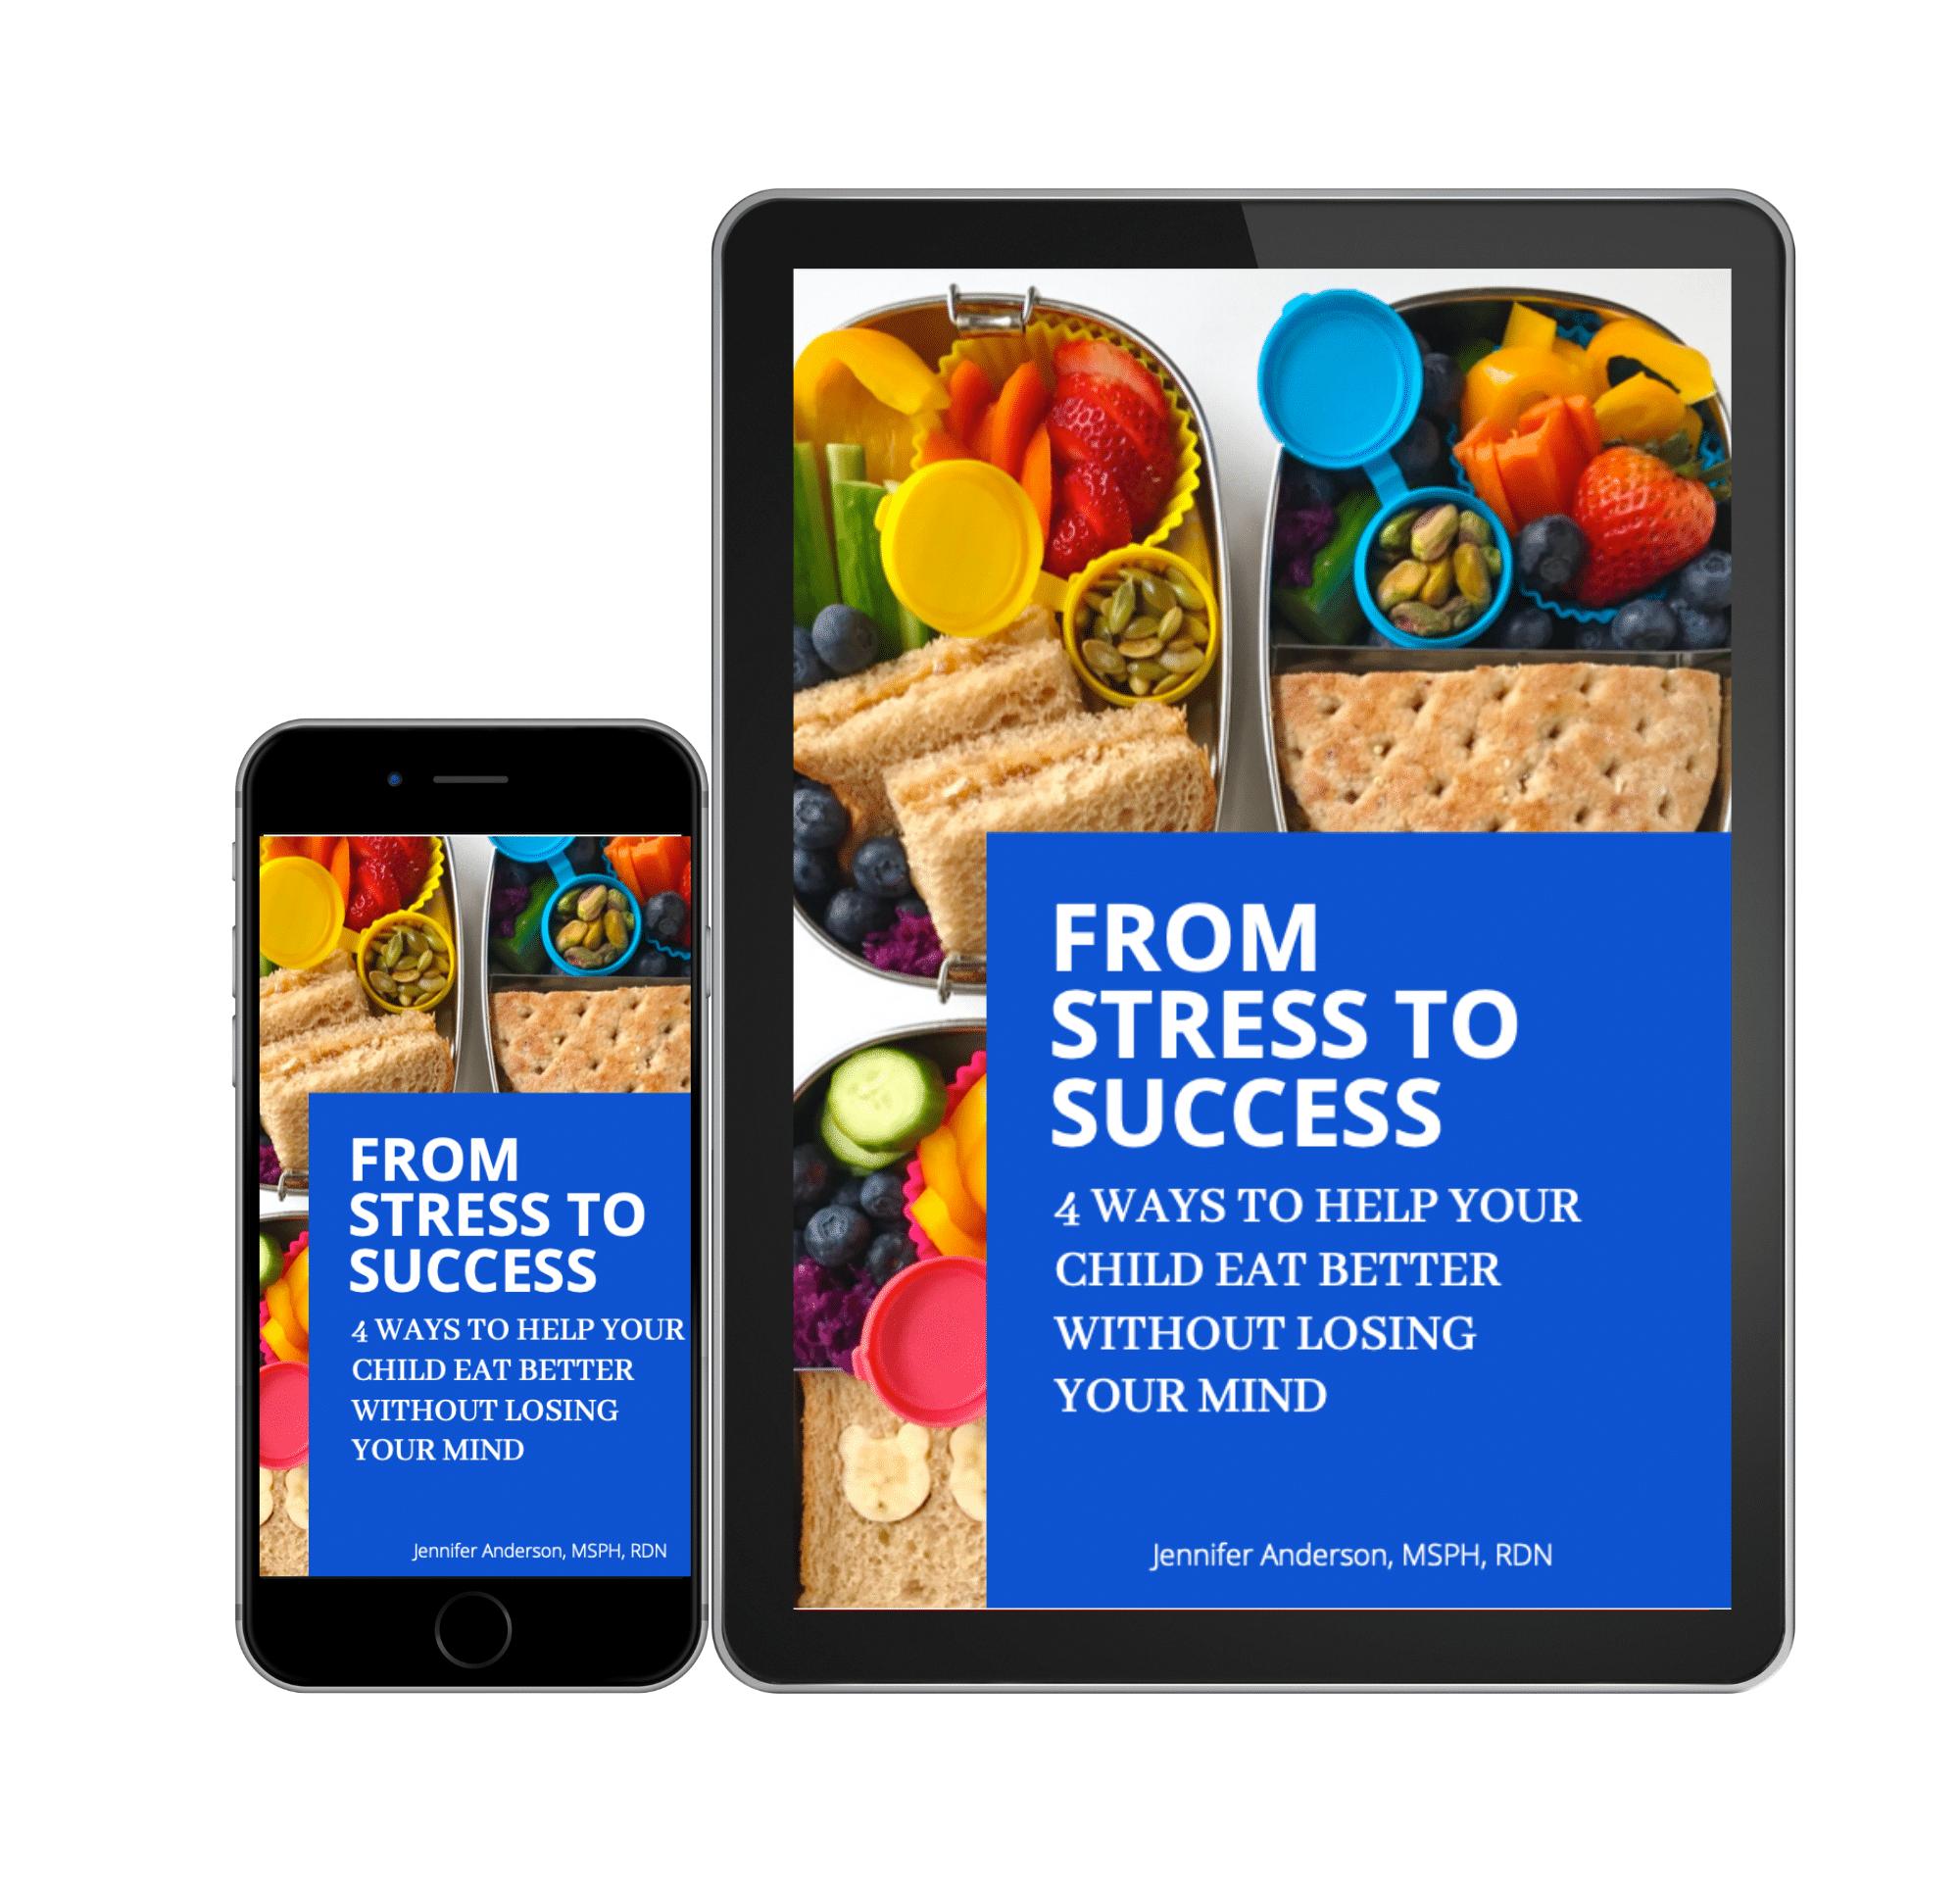 FROM
STRESS TO
SUCCESS
4 WAYS TO HELP YOUR
CHILD EAT BETTER
WITHOUT LOSING
YOUR MIND
Jennifer Anderson, MSPH, RDN
FROM
STRESS TO
SUCCESS
4 WAYS TO HELP YOUR
CHILD EAT BETTER
WITHOUT LOSING
YOUR MIND
Jennifer Anderson, MSPH, RDN